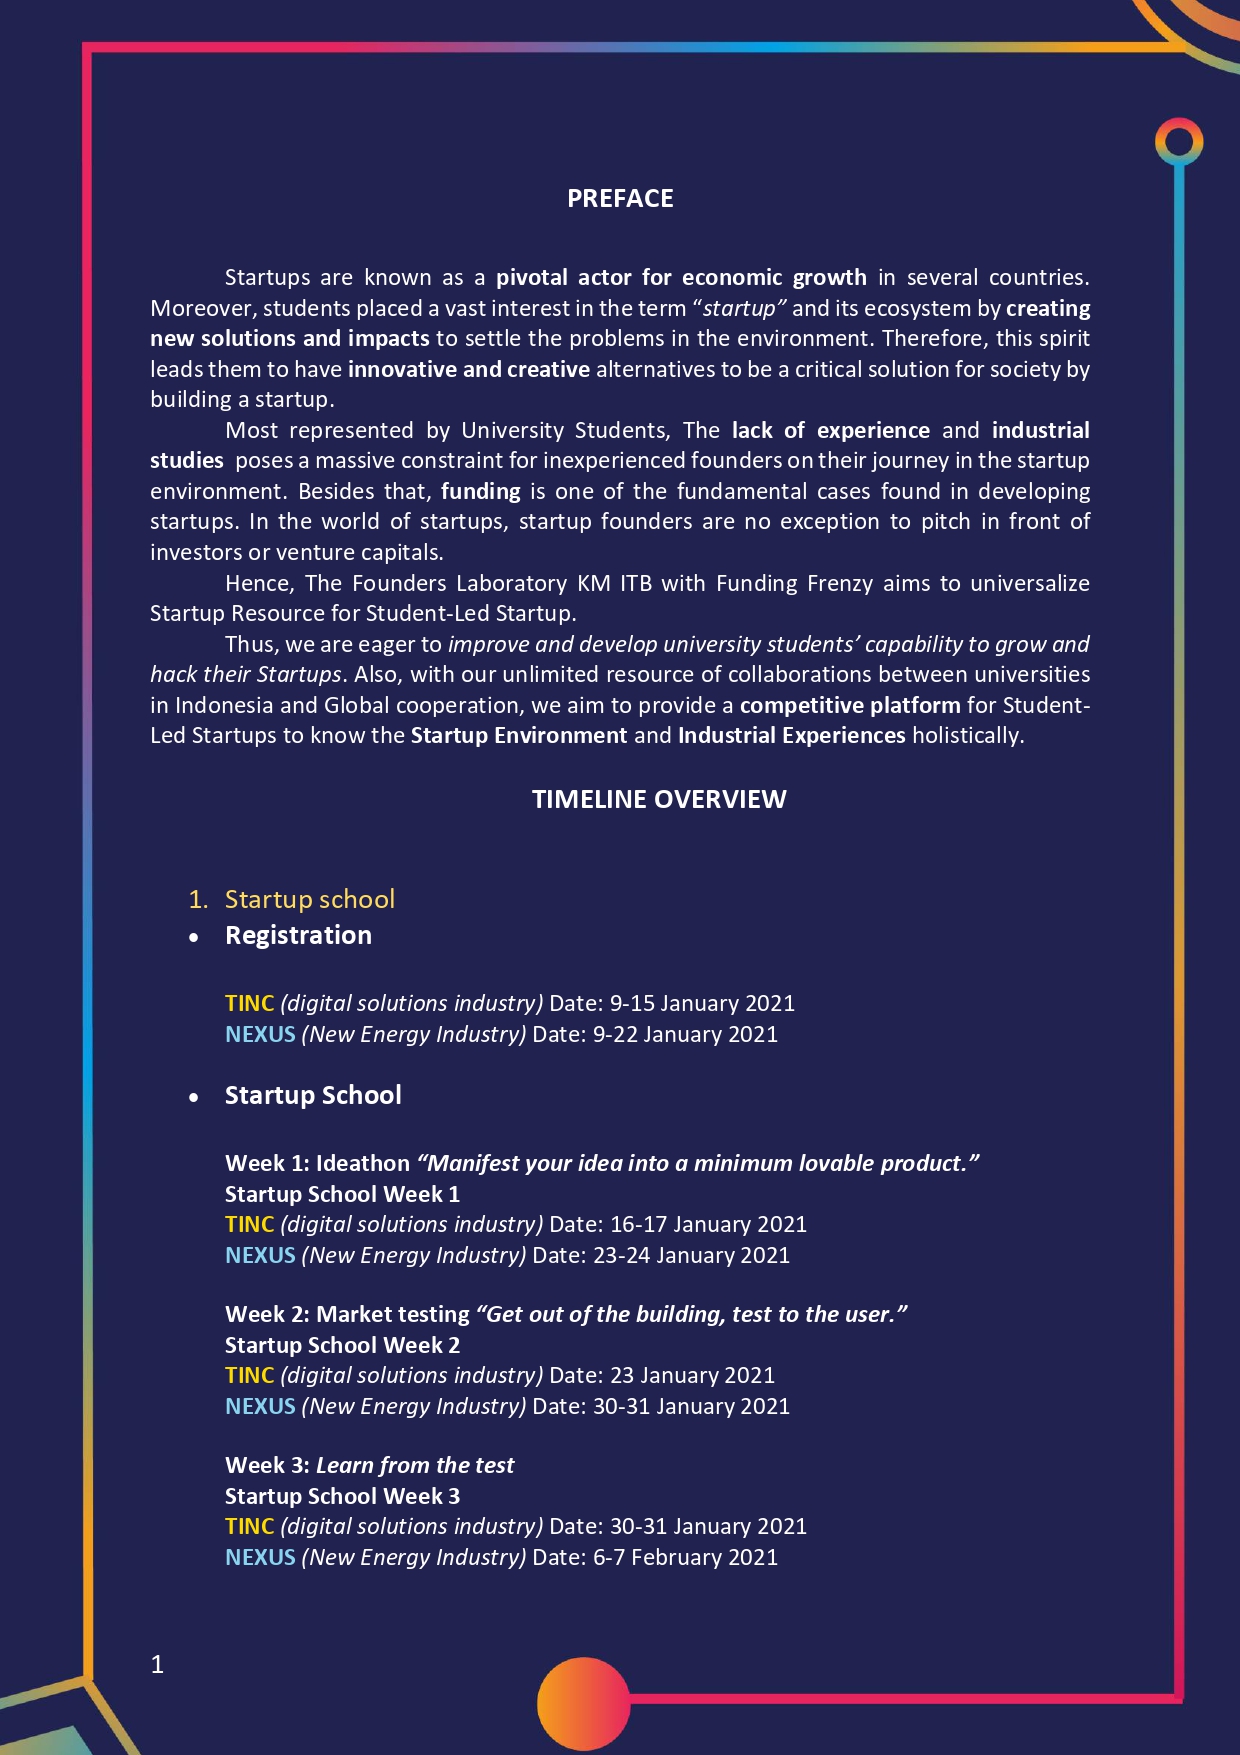 PREFACE
Startups are known as a pivotal actor for economic growth in several countries.
Moreover, students placed a vast interest in the term “startup” and its ecosystem by creating
new solutions and impacts to settle the problems in the environment. Therefore, this spirit
leads them to have innovative and creative alternatives to be a critical solution for society by
building a startup.
Most represented by University Students, The lack of experience and industrial
studies poses a massive constraint for inexperienced founders on their journey in the startup
environment. Besides that, funding is one of the fundamental cases found in developing
startups. In the world of startups, startup founders are no exception to pitch in front of
investors or venture capitals.
Hence, The Founders Laboratory KM ITB with Funding Frenzy aims to universalize
Startup Resource for Student-Led Startup.
Thus, we are eager to improve and develop university students’ capability to grow and
hack their Startups. Also, with our unlimited resource of collaborations between universities
in Indonesia and Global cooperation, we aim to provide a competitive platform for Student-
Led Startups to know the Startup Environment and Industrial Experiences holistically.
TIMELINE OVERVIEW
1. Startup school
• Registration
TINC (digital solutions industry) Date: 9-15 January 2021
NEXUS (New Energy Industry) Date: 9-22 January 2021
• Startup School
Week 1: Ideathon “Manifest your idea into a minimum lovable product.”
Startup School Week 1
TINC (digital solutions industry) Date: 16-17 January 2021
NEXUS (New Energy Industry) Date: 23-24 January 2021
Week 2: Market testing “Get out of the building, test to the user.”
Startup School Week 2
TINC (digital solutions industry) Date: 23 January 2021
NEXUS (New Energy Industry) Date: 30-31 January 2021
Week 3: Learn from the test
Startup School Week 3
TINC (digital solutions industry) Date: 30-31 January 2021
NEXUS (New Energy Industry) Date: 6-7 February 2021
1